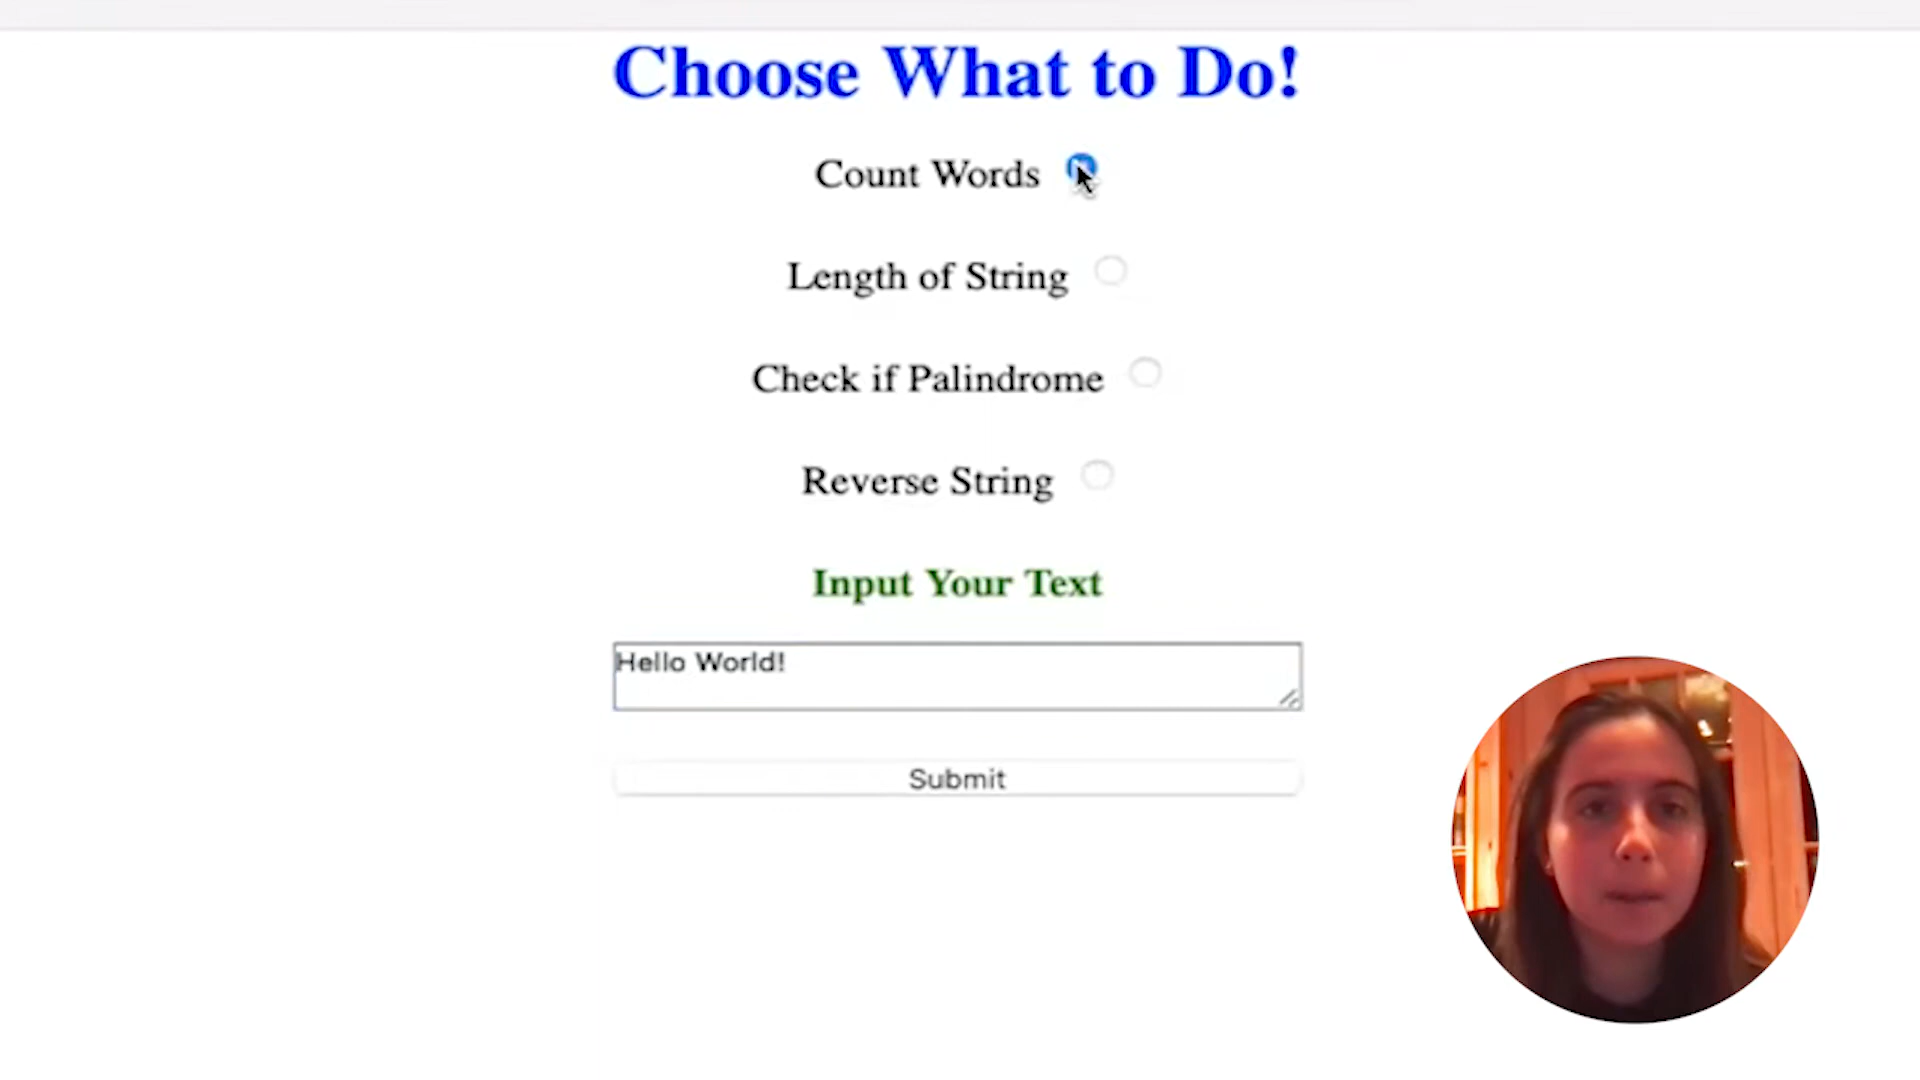 Choose What to Do!
Count Words
Length of String
Check if Palindrome
Reverse String
Input Your Text
Hello World!
Submit